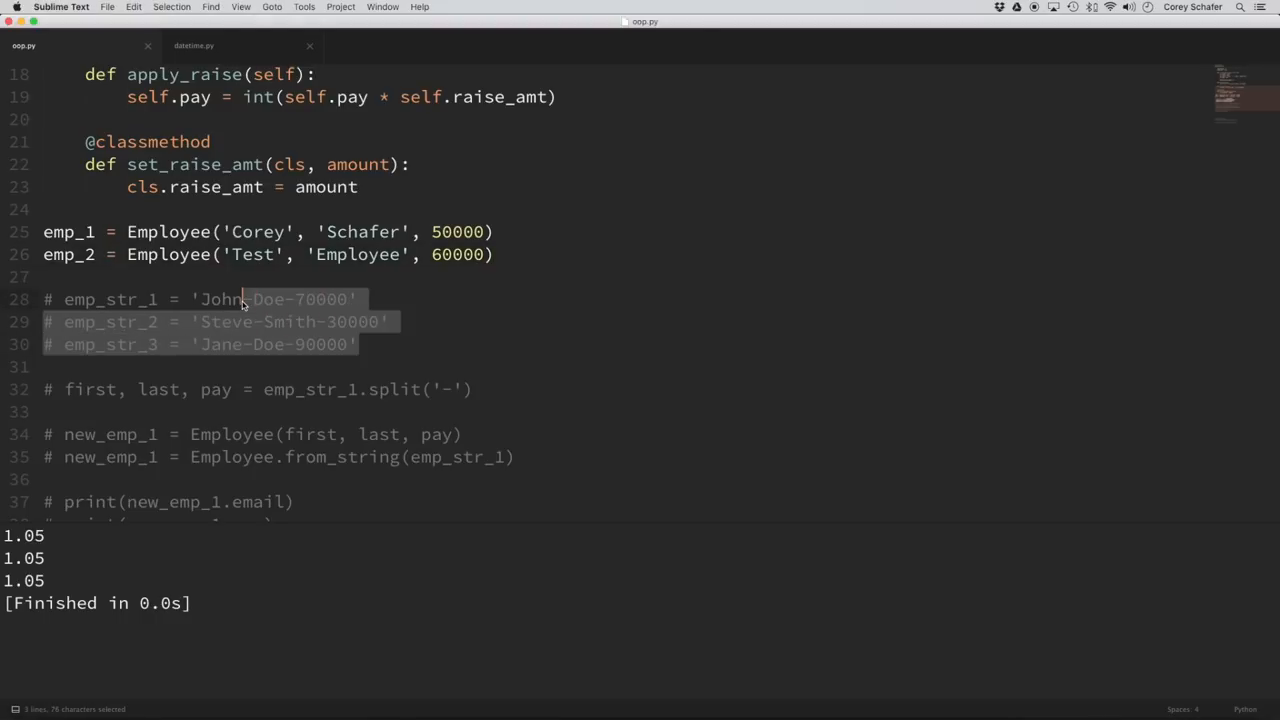 Sublime Text File Edit Selection Find View Goto Tools Project Window Help Corey Schafer
oop.py
oop.py datetime.py
18 def apply_raise(self):
19 self.pay = int(self.pay * self.raise_amt)
20
21 @classmethod
22 def set_raise_amt(cls, amount):
23 cls.raise_amt = amount
24
25 emp_1 = Employee('Corey', 'Schafer', 50000)
26 emp_2 = Employee('Test', 'Employee', 60000)
27
28 # emp_str_1 = 'John-Doe-70000'
29 # emp_str_2 = 'Steve-Smith-30000'
30 # emp_str_3 = 'Jane-Doe-90000'
31
32 # first, last, pay = emp_str_1.split('-')
33
34 # new_emp_1 = Employee(first, last, pay)
35 # new_emp_1 = Employee.from_string(emp_str_1)
36
37 # print(new_emp_1.email)
1.05
1.05
1.05
[Finished in 0.0s]
3 lines, 76 characters selected Spaces: 4 Python